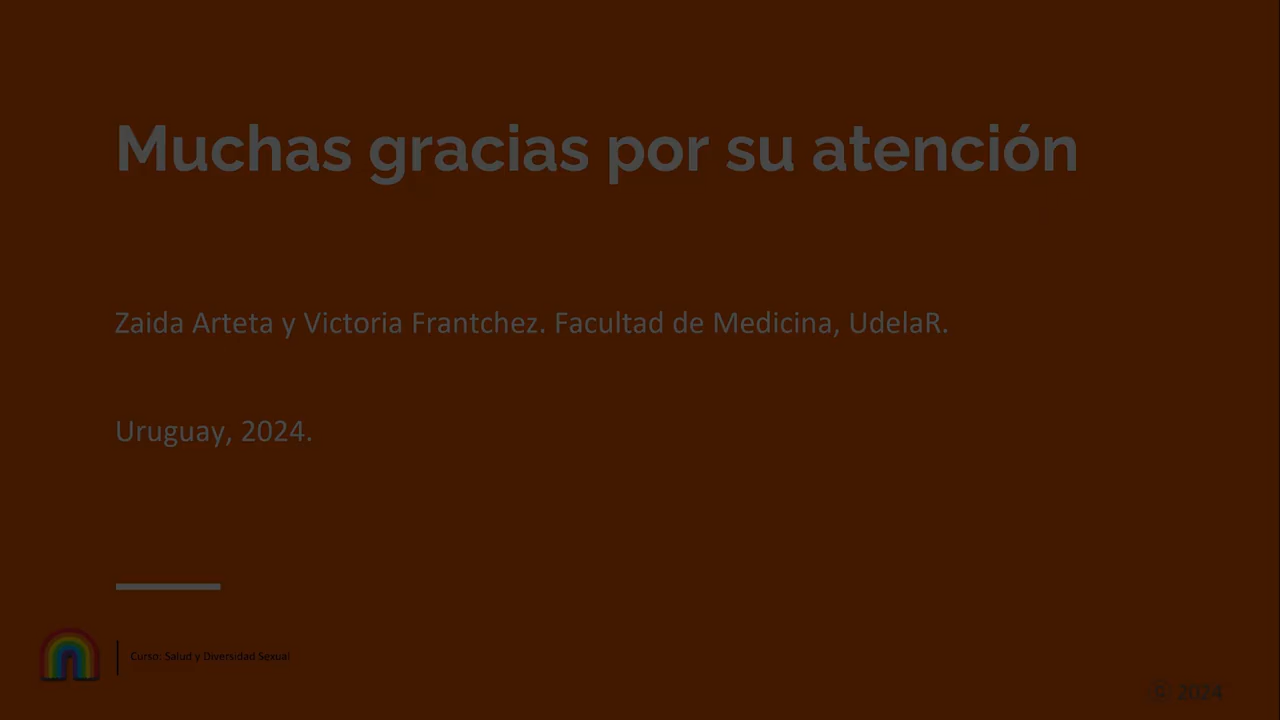 Muchas gracias por su atención
Zaida Arteta y Victoria Frantchez. Facultad de Medicina, UdelaR.
Uruguay, 2024.
Curso: Salud y Diversidad Sexual
© 2024